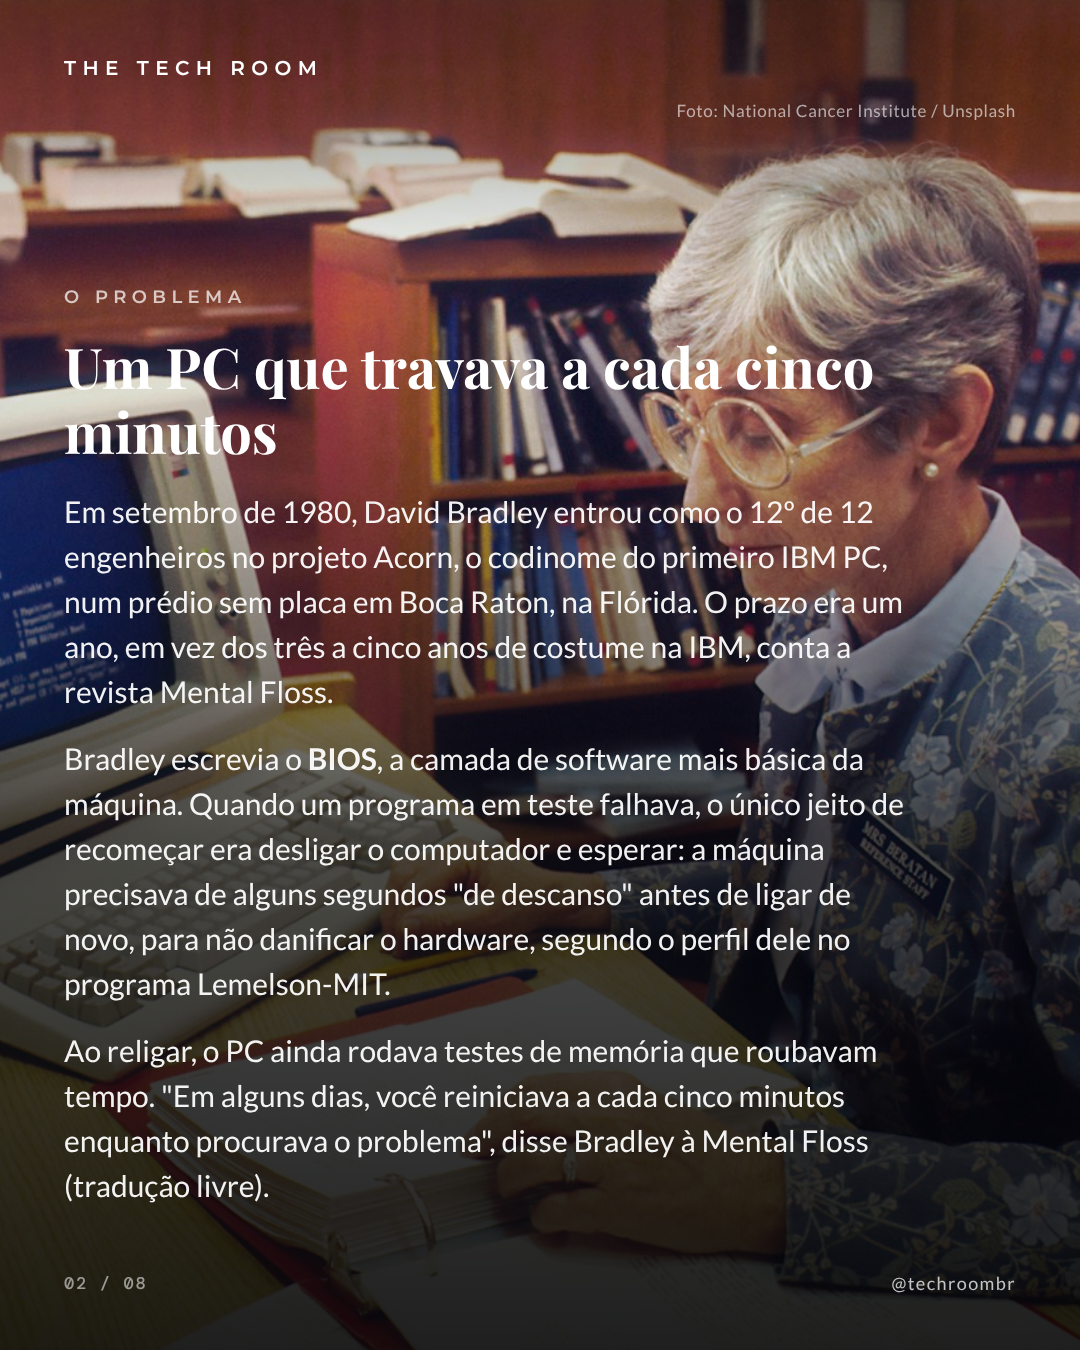 THE TECH ROOM
Foto: National Cancer Institute / Unsplash
O PROBLEMA
Um PC que travava a cada cinco
minutos
Em setembro de 1980, David Bradley entrou como o 12º de 12
engenheiros no projeto Acorn, o codinome do primeiro IBM PC,
num prédio sem placa em Boca Raton, na Flórida. O prazo era um
ano, em vez dos três a cinco anos de costume na IBM, conta a
revista Mental Floss.
Bradley escrevia o BIOS, a camada de software mais básica da
máquina. Quando um programa em teste falhava, o único jeito de
recomeçar era desligar o computador e esperar: a máquina
precisava de alguns segundos "de descanso" antes de ligar de
novo, para não danificar o hardware, segundo o perfil dele no
programa Lemelson-MIT.
Ao religar, o PC ainda rodava testes de memória que roubavam
tempo. "Em alguns dias, você reiniciava a cada cinco minutos
enquanto procurava o problema", disse Bradley à Mental Floss
(tradução livre).
MRS BERATAN
REFERENCE STAFF
02 / 08
@techroombr